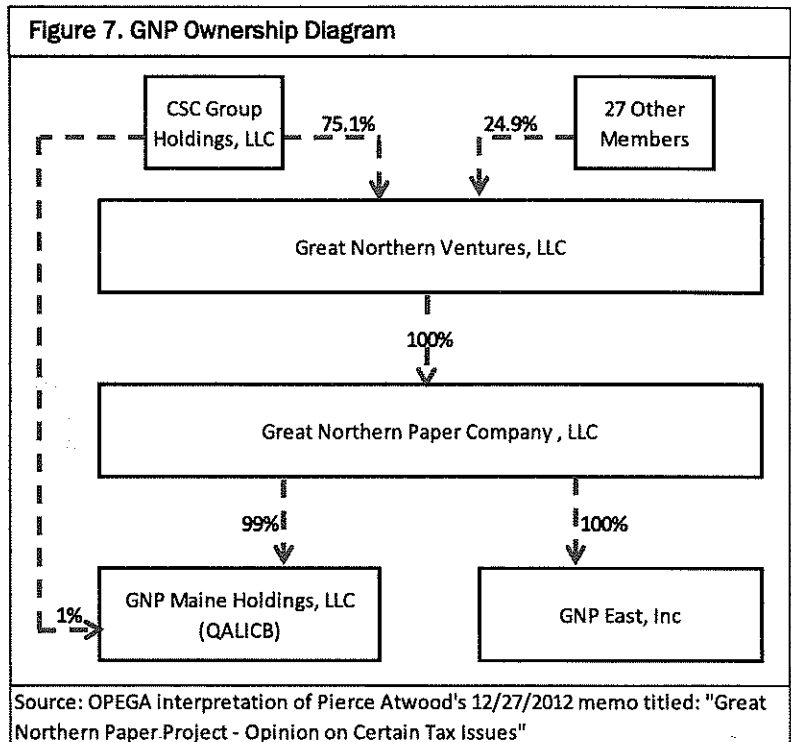 Figure 7. GNP Ownership Diagram
CSC Group
Holdings, LLC
75.1%
24.9%
27 Other
Members
Great Northern Ventures, LLC
100%
Great Northern Paper Company , LLC
99%
100%
1%
GNP Maine Holdings, LLC
(QALICB)
GNP East, Inc
Source: OPEGA interpretation of Pierce Atwood's 12/27/2012 memo titled: "Great
Northern Paper Project - Opinion on Certain Tax Issues"